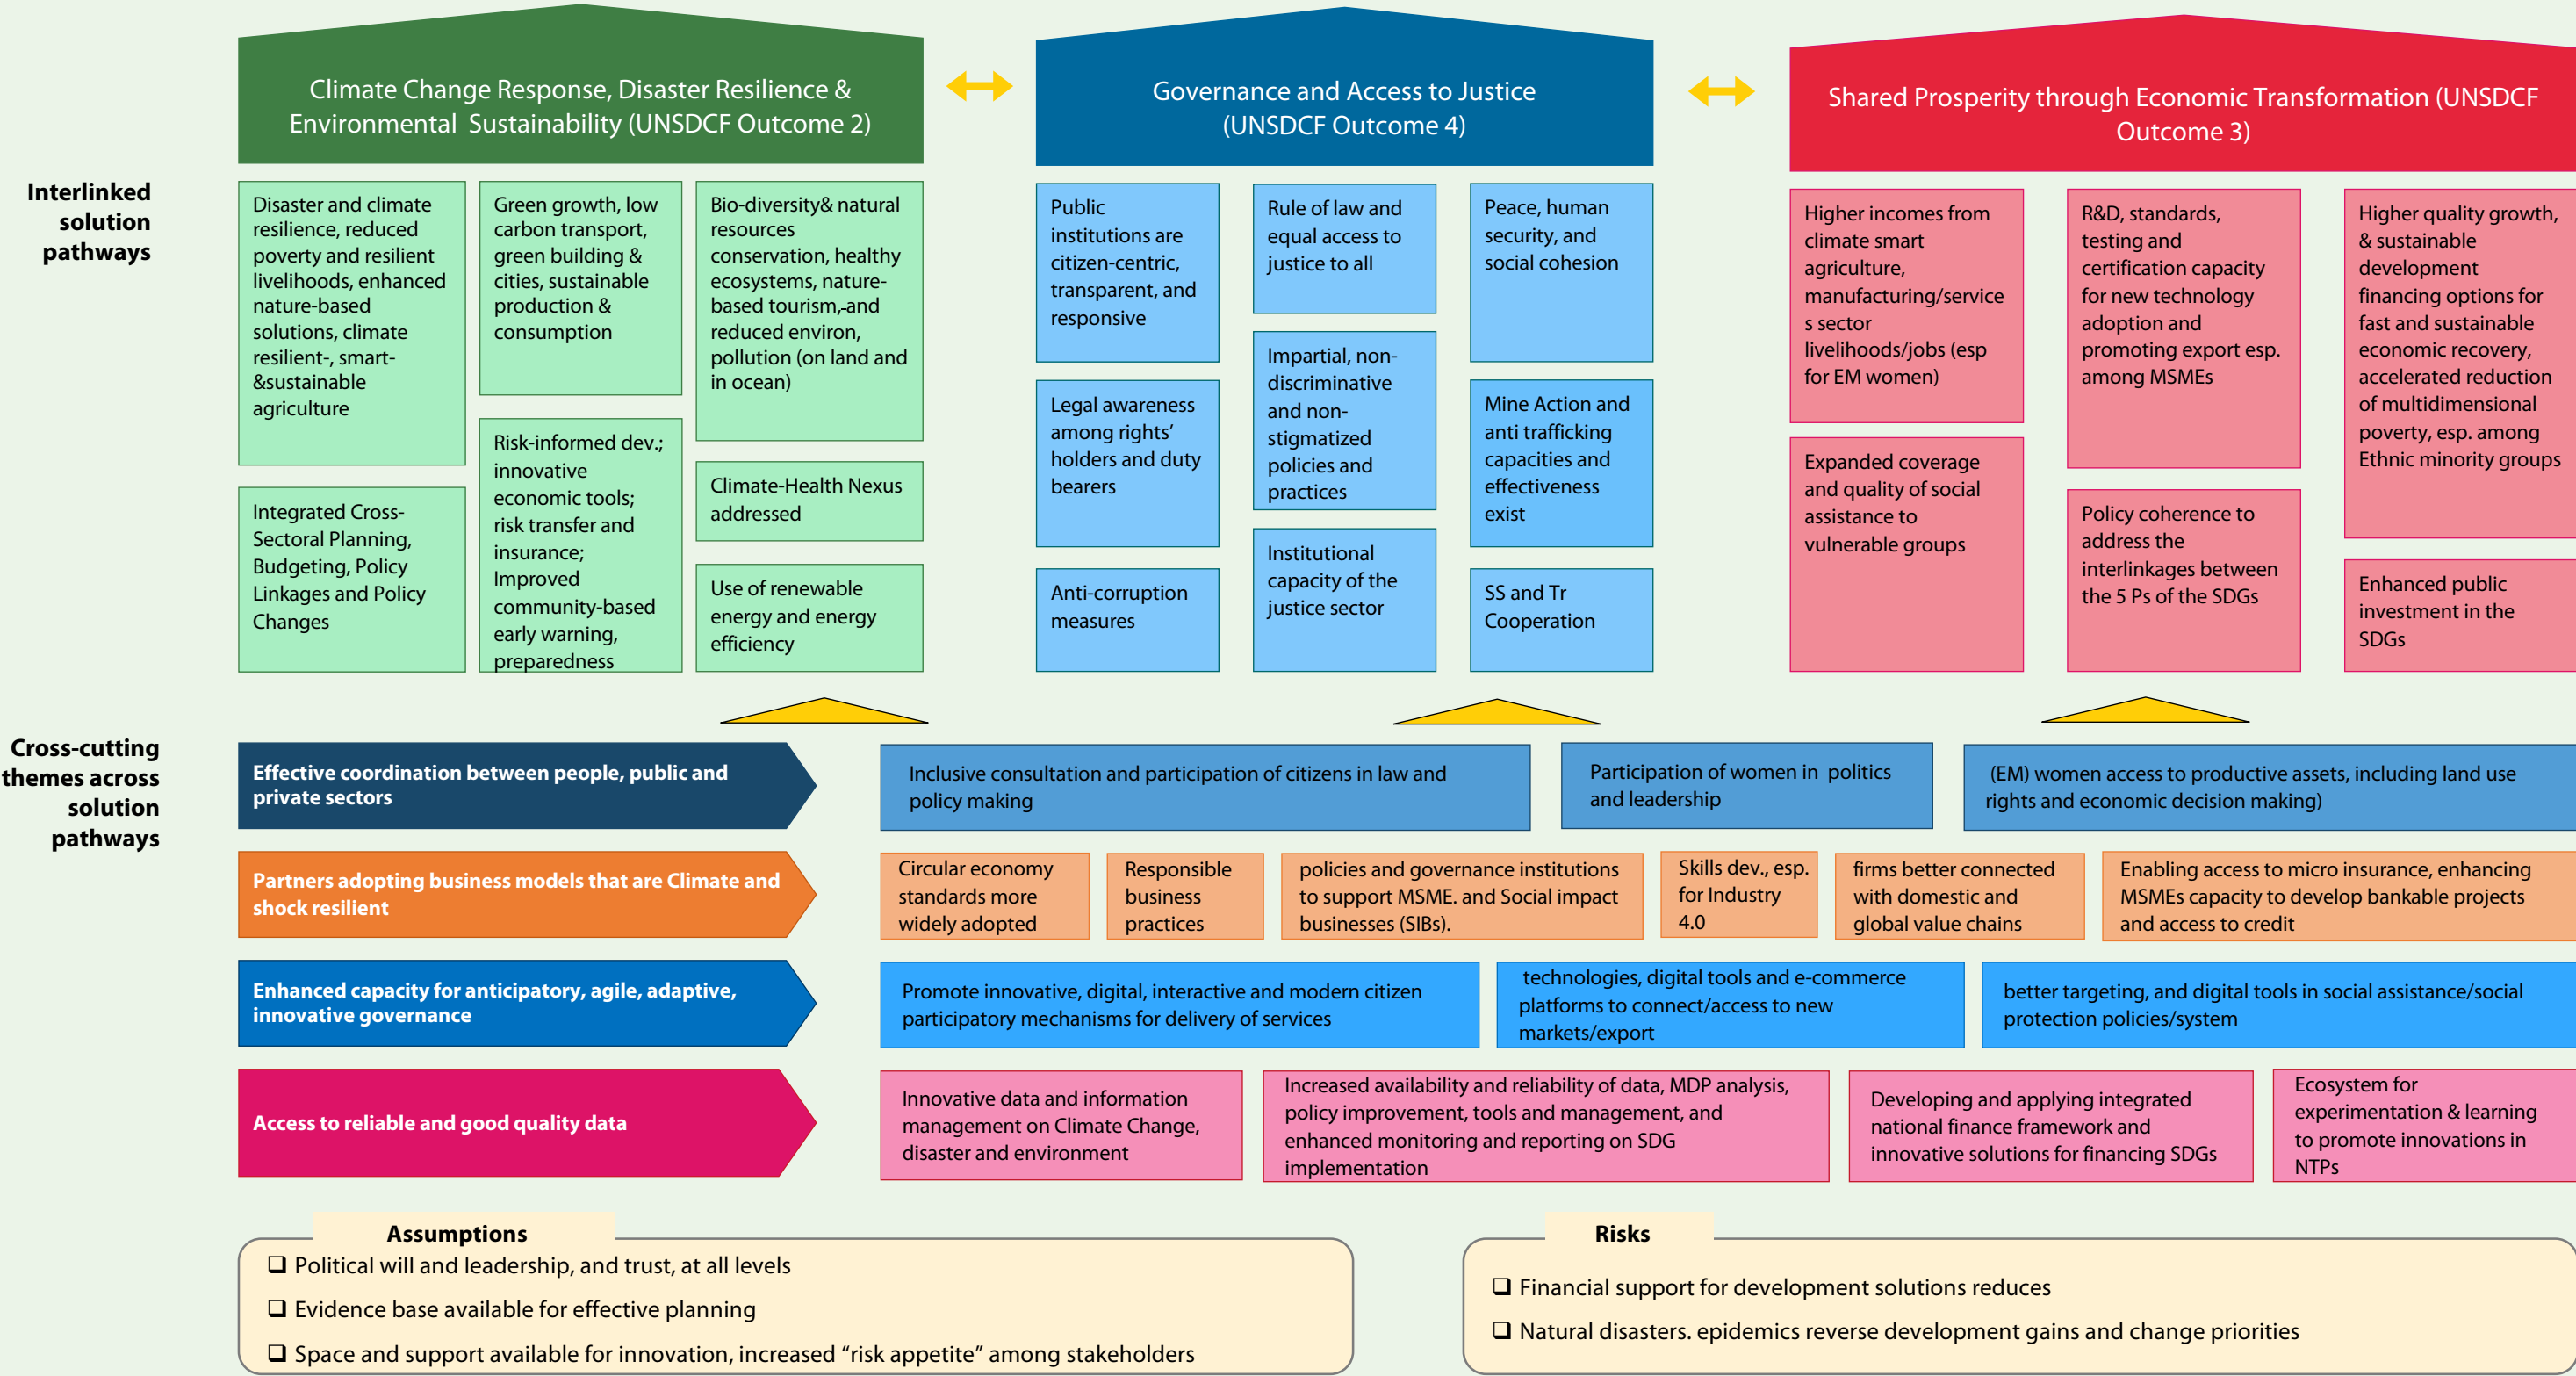 Climate Change Response, Disaster Resilience &
Environmental Sustainability (UNSDCF Outcome 2)
Governance and Access to Justice
(UNSDCF Outcome 4)
Shared Prosperity through Economic Transformation (UNSDCF
Outcome 3)
Interlinked
solution
pathways
Disaster and climate
resilience, reduced
poverty and resilient
livelihoods, enhanced
nature-based
solutions, climate
resilient-, smart-
&sustainable
agriculture
Integrated Cross-
Sectoral Planning,
Budgeting, Policy
Linkages and Policy
Changes
Green growth, low
carbon transport,
green building &
cities, sustainable
production &
consumption
Risk-informed dev.;
innovative
economic tools;
risk transfer and
insurance;
Improved
community-based
early warning,
preparedness
Bio-diversity& natural
resources
conservation, healthy
ecosystems, nature-
based tourism, and
reduced environ,
pollution (on land and
in ocean)
Climate-Health Nexus
addressed
Use of renewable
energy and energy
efficiency
Public
institutions are
citizen-centric,
transparent, and
responsive
Legal awareness
among rights’
holders and duty
bearers
Anti-corruption
measures
Rule of law and
equal access to
justice to all
Impartial, non-
discriminative
and non-
stigmatized
policies and
practices
Institutional
capacity of the
justice sector
Peace, human
security, and
social cohesion
Mine Action and
anti trafficking
capacities and
effectiveness
exist
SS and Tr
Cooperation
Higher incomes from
climate smart
agriculture,
manufacturing/service
s sector
livelihoods/jobs (esp
for EM women)
Expanded coverage
and quality of social
assistance to
vulnerable groups
R&D, standards,
testing and
certification capacity
for new technology
adoption and
promoting export esp.
among MSMEs
Policy coherence to
address the
interlinkages between
the 5 Ps of the SDGs
Higher quality growth,
& sustainable
development
financing options for
fast and sustainable
economic recovery,
accelerated reduction
of multidimensional
poverty, esp. among
Ethnic minority groups
Enhanced public
investment in the
SDGs
Cross-cutting
themes across
solution
pathways
Effective coordination between people, public and
private sectors
Inclusive consultation and participation of citizens in law and
policy making
Participation of women in politics
and leadership
(EM) women access to productive assets, including land use
rights and economic decision making)
Partners adopting business models that are Climate and
shock resilient
Circular economy
standards more
widely adopted
Responsible
business
practices
policies and governance institutions
to support MSME. and Social impact
businesses (SIBs).
Skills dev., esp.
for Industry
4.0
firms better connected
with domestic and
global value chains
Enabling access to micro insurance, enhancing
MSMEs capacity to develop bankable projects
and access to credit
Enhanced capacity for anticipatory, agile, adaptive,
innovative governance
Promote innovative, digital, interactive and modern citizen
participatory mechanisms for delivery of services
technologies, digital tools and e-commerce
platforms to connect/access to new
markets/export
better targeting, and digital tools in social assistance/social
protection policies/system
Access to reliable and good quality data
Innovative data and information
management on Climate Change,
disaster and environment
Increased availability and reliability of data, MDP analysis,
policy improvement, tools and management, and
enhanced monitoring and reporting on SDG
implementation
Developing and applying integrated
national finance framework and
innovative solutions for financing SDGs
Ecosystem for
experimentation & learning
to promote innovations in
NTPs
Assumptions
❑ Political will and leadership, and trust, at all levels
❑ Evidence base available for effective planning
❑ Space and support available for innovation, increased “risk appetite” among stakeholders
Risks
❑ Financial support for development solutions reduces
❑ Natural disasters. epidemics reverse development gains and change priorities